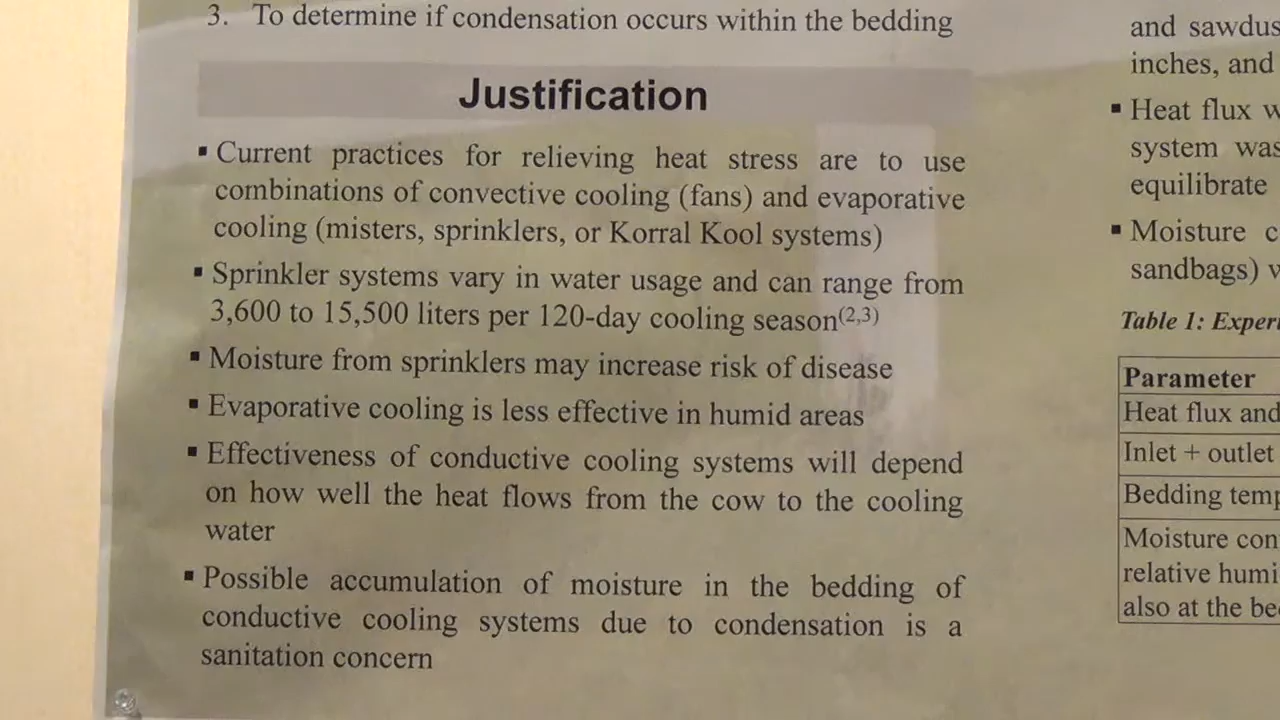 3. To determine if condensation occurs within the bedding
Justification
▪ Current practices for relieving heat stress are to use
combinations of convective cooling (fans) and evaporative
cooling (misters, sprinklers, or Korral Kool systems)
▪ Sprinkler systems vary in water usage and can range from
3,600 to 15,500 liters per 120-day cooling season(2,3)
▪ Moisture from sprinklers may increase risk of disease
▪ Evaporative cooling is less effective in humid areas
▪ Effectiveness of conductive cooling systems will depend
on how well the heat flows from the cow to the cooling
water
▪ Possible accumulation of moisture in the bedding of
conductive cooling systems due to condensation is a
sanitation concern
and sawdus
inches, and
▪ Heat flux w
system was
equilibrate
▪ Moisture c
sandbags) w
Table 1: Experi
Parameter
Heat flux and
Inlet + outlet
Bedding temp
Moisture con
relative humi
also at the be